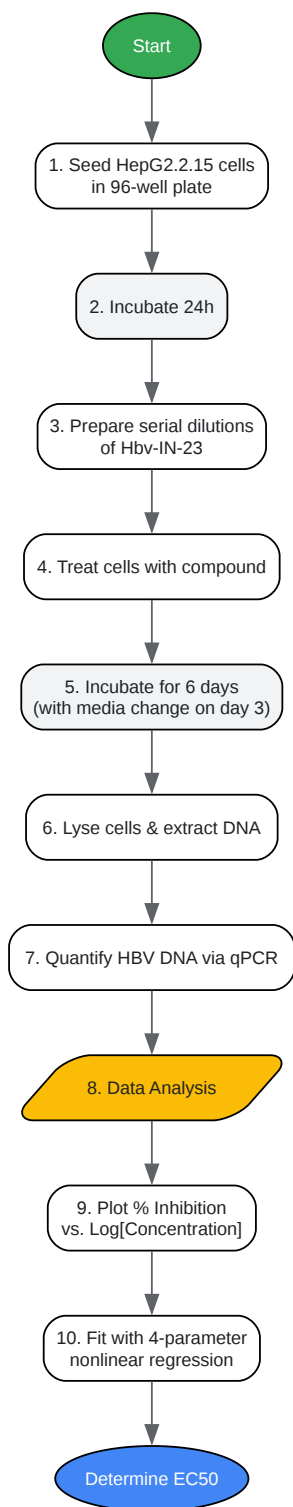 Start
1. Seed HepG2.2.15 cells
in 96-well plate
2. Incubate 24h
3. Prepare serial dilutions
of Hbv-IN-23
4. Treat cells with compound
5. Incubate for 6 days
(with media change on day 3)
6. Lyse cells & extract DNA
7. Quantify HBV DNA via qPCR
8. Data Analysis
9. Plot % Inhibition
vs. Log[Concentration]
10. Fit with 4-parameter
nonlinear regression
Determine EC50